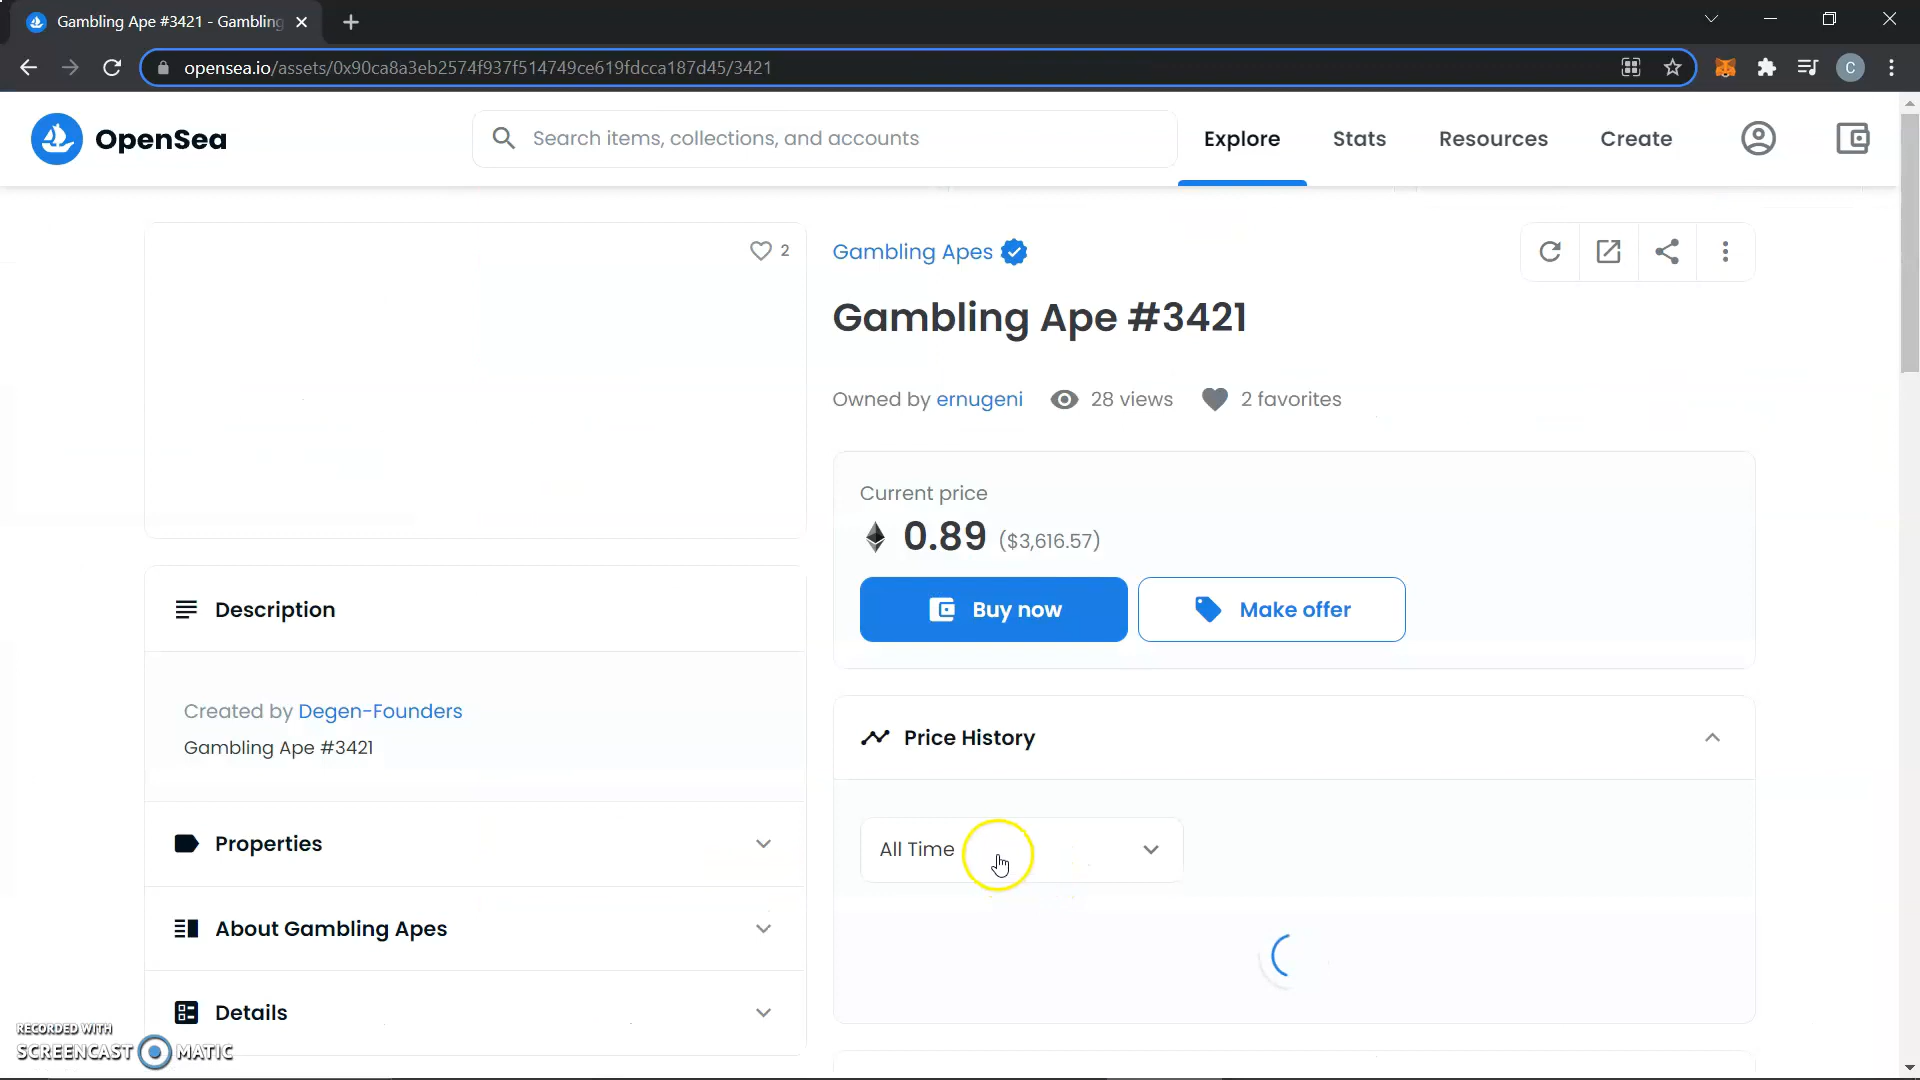 Gambling Ape #3421 - Gambling
opensea.io/assets/0x90ca8a3eb2574f937f514749ce619fdcca187d45/3421
C
OpenSea
Search items, collections, and accounts
Explore
Stats
Resources
Create
2
Gambling Apes
Gambling Ape #3421
Owned by ernugeni
28 views
2 favorites
Current price
0.89 ($3,616.57)
Buy now
Make offer
Description
Created by Degen-Founders
Gambling Ape #3421
Price History
All Time
Properties
About Gambling Apes
Details
RECORDED WITH
SCREENCAST MATIC